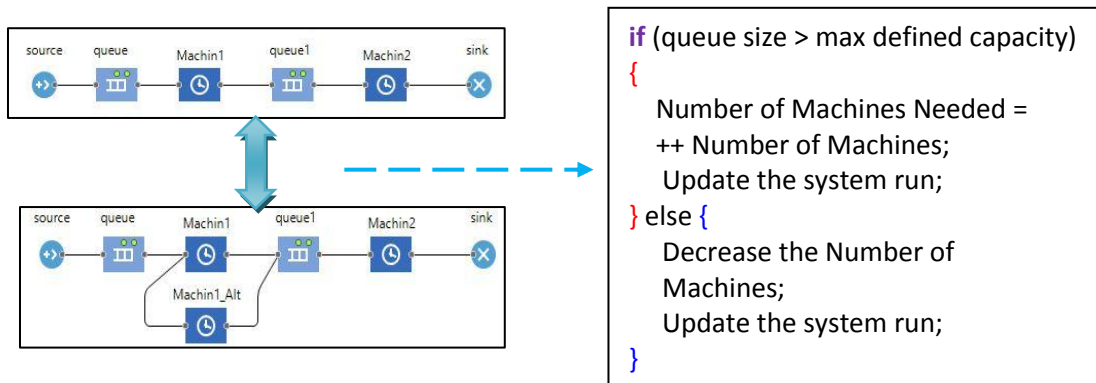 source queue Machin1 queue1 Machin2 sink
source queue Machin1 queue1 Machin2 sink
Machin1_Alt
if (queue size > max defined capacity)
{
Number of Machines Needed =
++ Number of Machines;
Update the system run;
} else {
Decrease the Number of
Machines;
Update the system run;
}